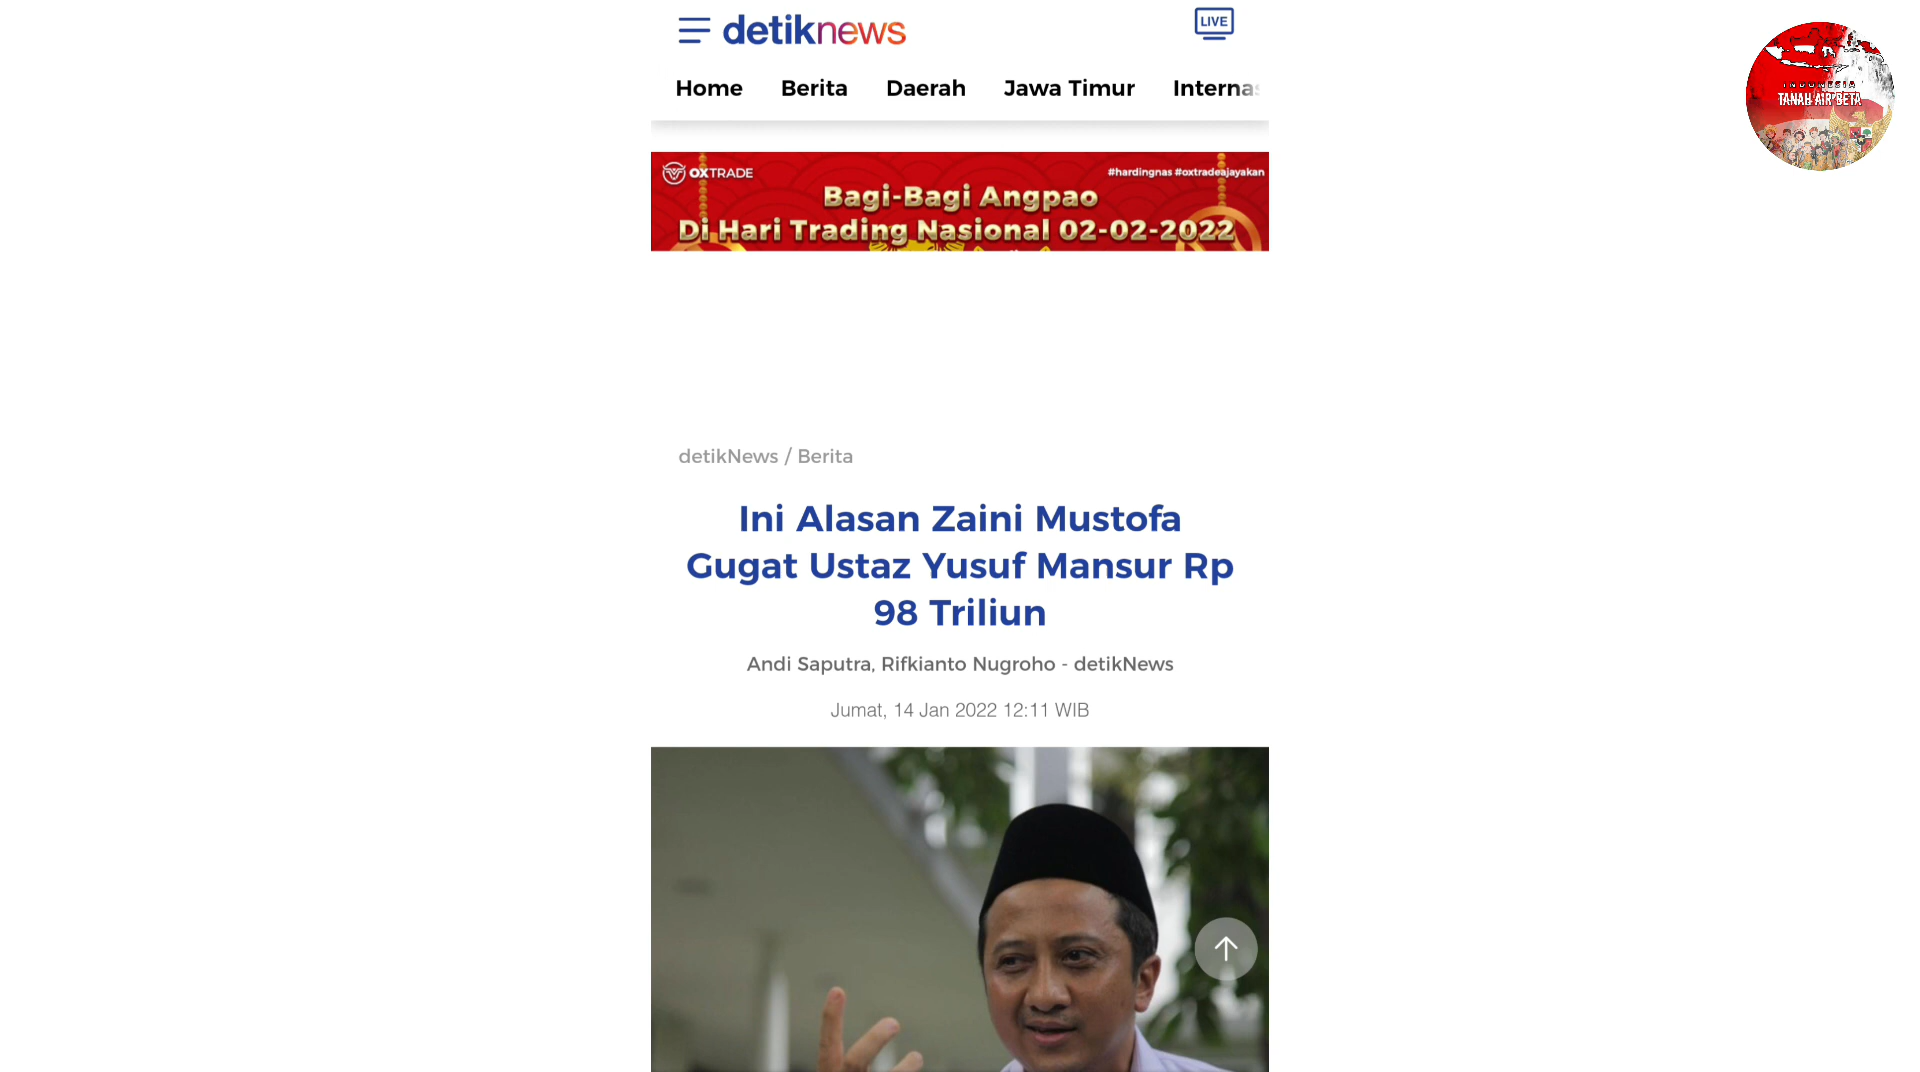 detiknews
LIVE
Home Berita Daerah Jawa Timur Internas
INDONESIA
TANAH AIR BETA
OXTRADE
#hardingnas #oxtradeajayakan
Bagi-Bagi Angpao
Di Hari Trading Nasional 02-02-2022
detikNews / Berita
Ini Alasan Zaini Mustofa
Gugat Ustaz Yusuf Mansur Rp
98 Triliun
Andi Saputra, Rifkianto Nugroho - detikNews
Jumat, 14 Jan 2022 12:11 WIB